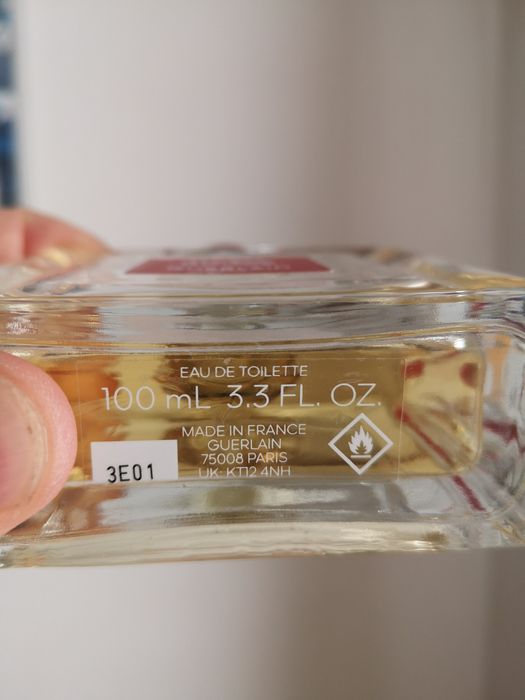 EAU DE TOILETTE
100 mL 3.3 FL. OZ.
MADE IN FRANCE
GUERLAIN
75008 PARIS
UK: KT12 4NH
3E01